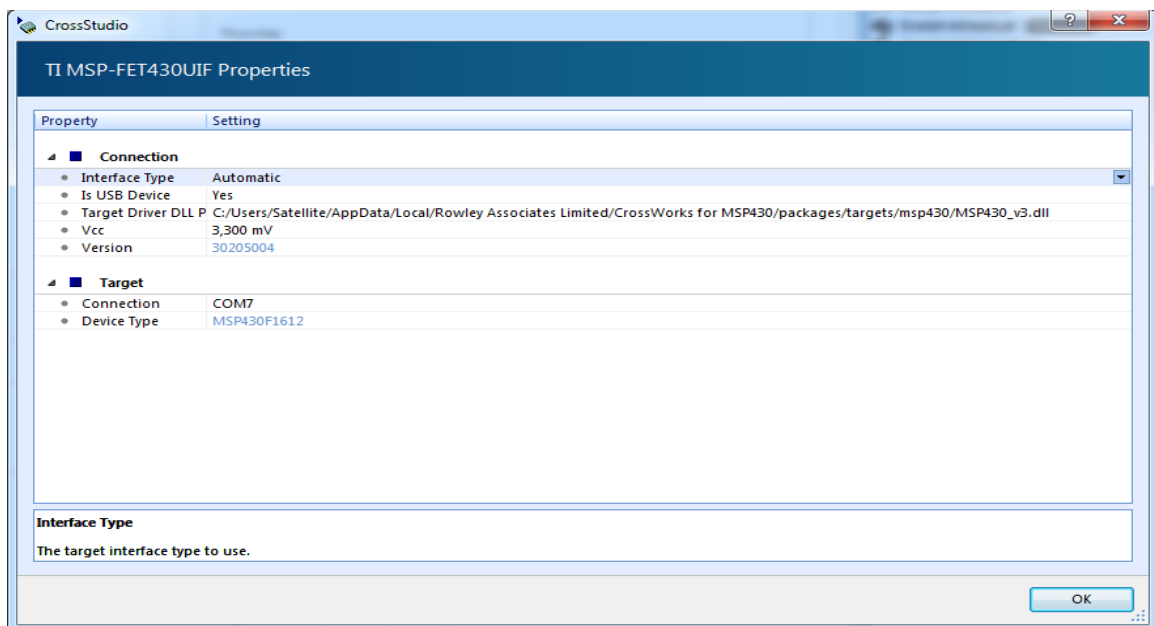 CrossStudio
TI MSP-FET430UIF Properties
Property Setting
Connection
Interface Type Automatic
Is USB Device Yes
Target Driver DLL P C:/Users/Satellite/AppData/Local/Rowley Associates Limited/CrossWorks for MSP430/packages/targets/msp430/MSP430_v3.dll
Vcc 3,300 mV
Version 30205004
Target
Connection COM7
Device Type MSP430F1612
Interface Type
The target interface type to use.
OK